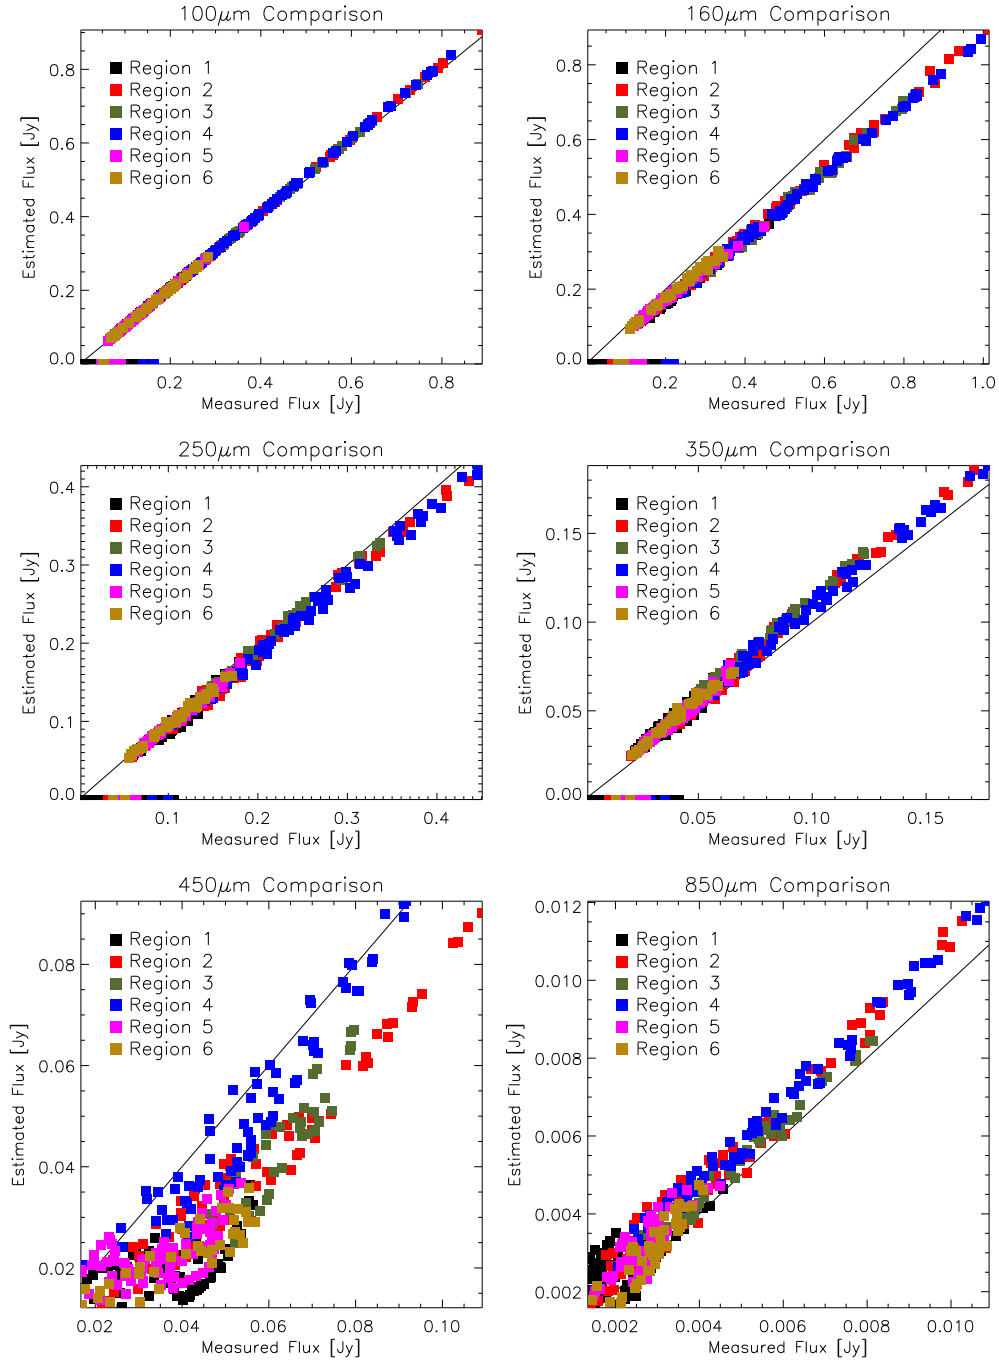 100μm Comparison
Estimated Flux [Jy]
0.8
0.6
0.4
0.2
0.0
Region 1
Region 2
Region 3
Region 4
Region 5
Region 6
0.2 0.4 0.6 0.8
Measured Flux [Jy]
160μm Comparison
Estimated Flux [Jy]
0.8
0.6
0.4
0.2
0.0
Region 1
Region 2
Region 3
Region 4
Region 5
Region 6
0.2 0.4 0.6 0.8 1.0
Measured Flux [Jy]
250μm Comparison
Estimated Flux [Jy]
0.4
0.3
0.2
0.1
0.0
Region 1
Region 2
Region 3
Region 4
Region 5
Region 6
0.1 0.2 0.3 0.4
Measured Flux [Jy]
350μm Comparison
Estimated Flux [Jy]
0.15
0.10
0.05
0.00
Region 1
Region 2
Region 3
Region 4
Region 5
Region 6
0.05 0.10 0.15
Measured Flux [Jy]
450μm Comparison
Estimated Flux [Jy]
0.08
0.06
0.04
0.02
Region 1
Region 2
Region 3
Region 4
Region 5
Region 6
0.02 0.04 0.06 0.08 0.10
Measured Flux [Jy]
850μm Comparison
Estimated Flux [Jy]
0.012
0.010
0.008
0.006
0.004
0.002
Region 1
Region 2
Region 3
Region 4
Region 5
Region 6
0.002 0.004 0.006 0.008 0.010
Measured Flux [Jy]